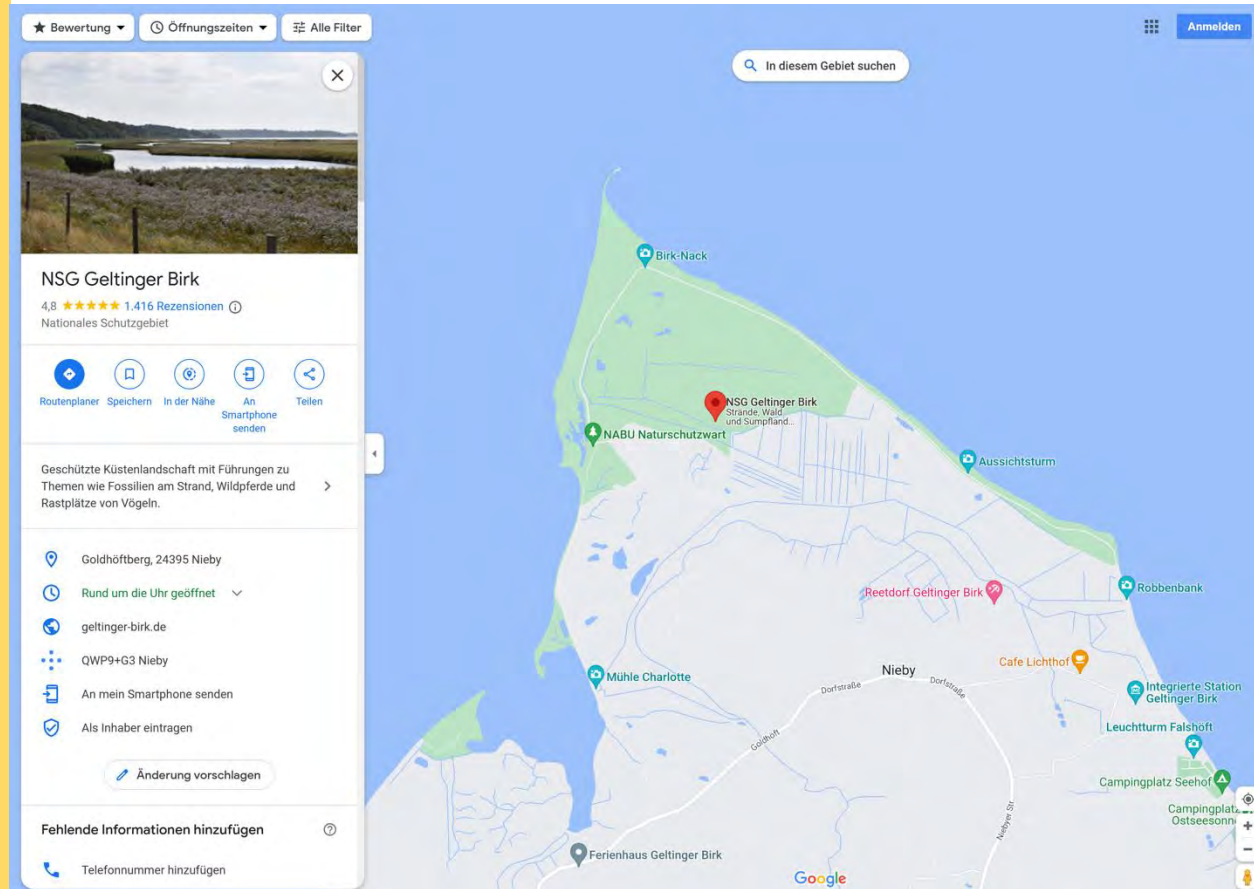 Bewertung
Öffnungszeiten
Alle Filter
Anmelden
In diesem Gebiet suchen
NSG Geltinger Birk
4,8 1.416 Rezensionen
Nationales Schutzgebiet
Routenplaner
Speichern
In der Nähe
An
Smartphone
senden
Teilen
Geschützte Küstenlandschaft mit Führungen zu
Themen wie Fossilien am Strand, Wildpferde und
Rastplätze von Vögeln.
Goldhöftberg, 24395 Nieby
Rund um die Uhr geöffnet
geltinger-birk.de
QWP9+G3 Nieby
An mein Smartphone senden
Als Inhaber eintragen
Änderung vorschlagen
Fehlende Informationen hinzufügen
Telefonnummer hinzufügen
Birk-Nack
NSG Geltinger Birk
Strände, Wald
und Sumpfland...
NABU Naturschutzwart
Aussichtsturm
Robbenbank
Reetdorf Geltinger Birk
Cafe Lichthof
Nieby
Mühle Charlotte
Dorfstraße
Dorfstraße
Integrierte Station
Geltinger Birk
Leuchtturm Falshöft
Goldhöft
Campingplatz Seehof
Campingplatz
Ostseesonne
Niebyer Str
Ferienhaus Geltinger Birk
Google